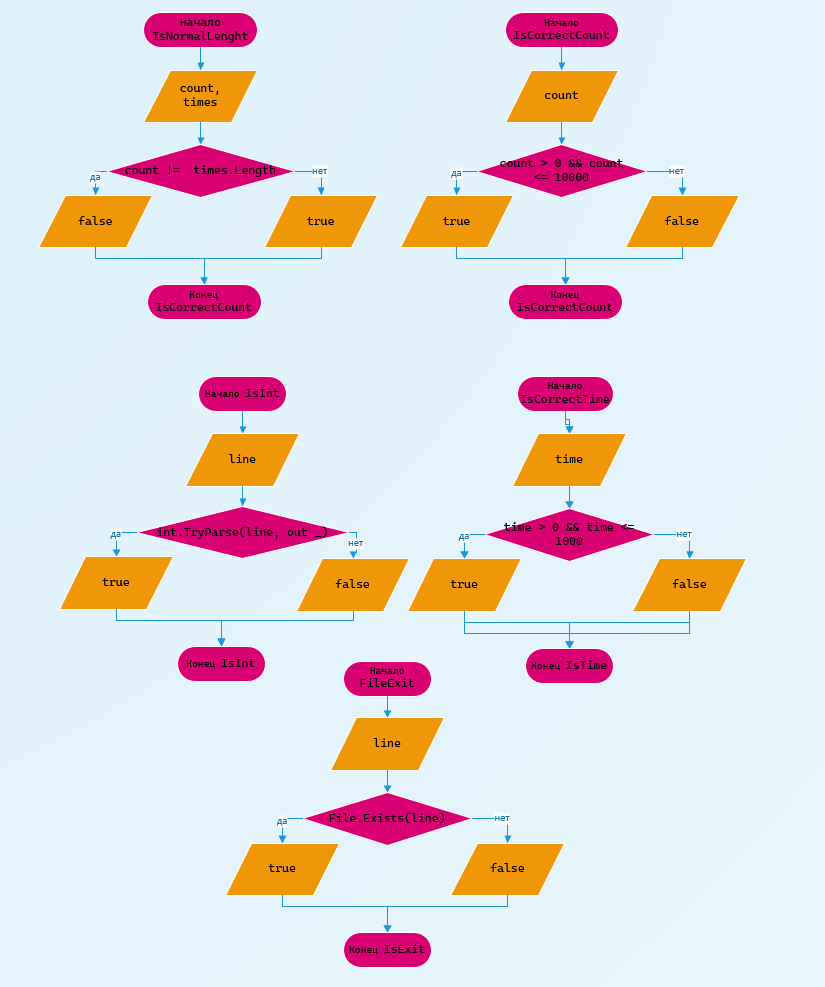 начало
IsNormalLenght
count,
times
count !=  times.Length
да
нет
false
true
Конец
IsCorrectCount
Начало
IsCorrectCount
count
count > 0 && count
<= 10000
да
нет
true
false
Конец
IsCorrectCount
Начало IsInt
line
int.TryParse(line, out _)
да
нет
true
false
Конец IsInt
Начало
IsCorrectTime
time
time > 0 && time <=
1000
да
нет
true
false
Конец IsTime
Начало
FileExit
line
File.Exists(line)
да
нет
true
false
Конец IsExit